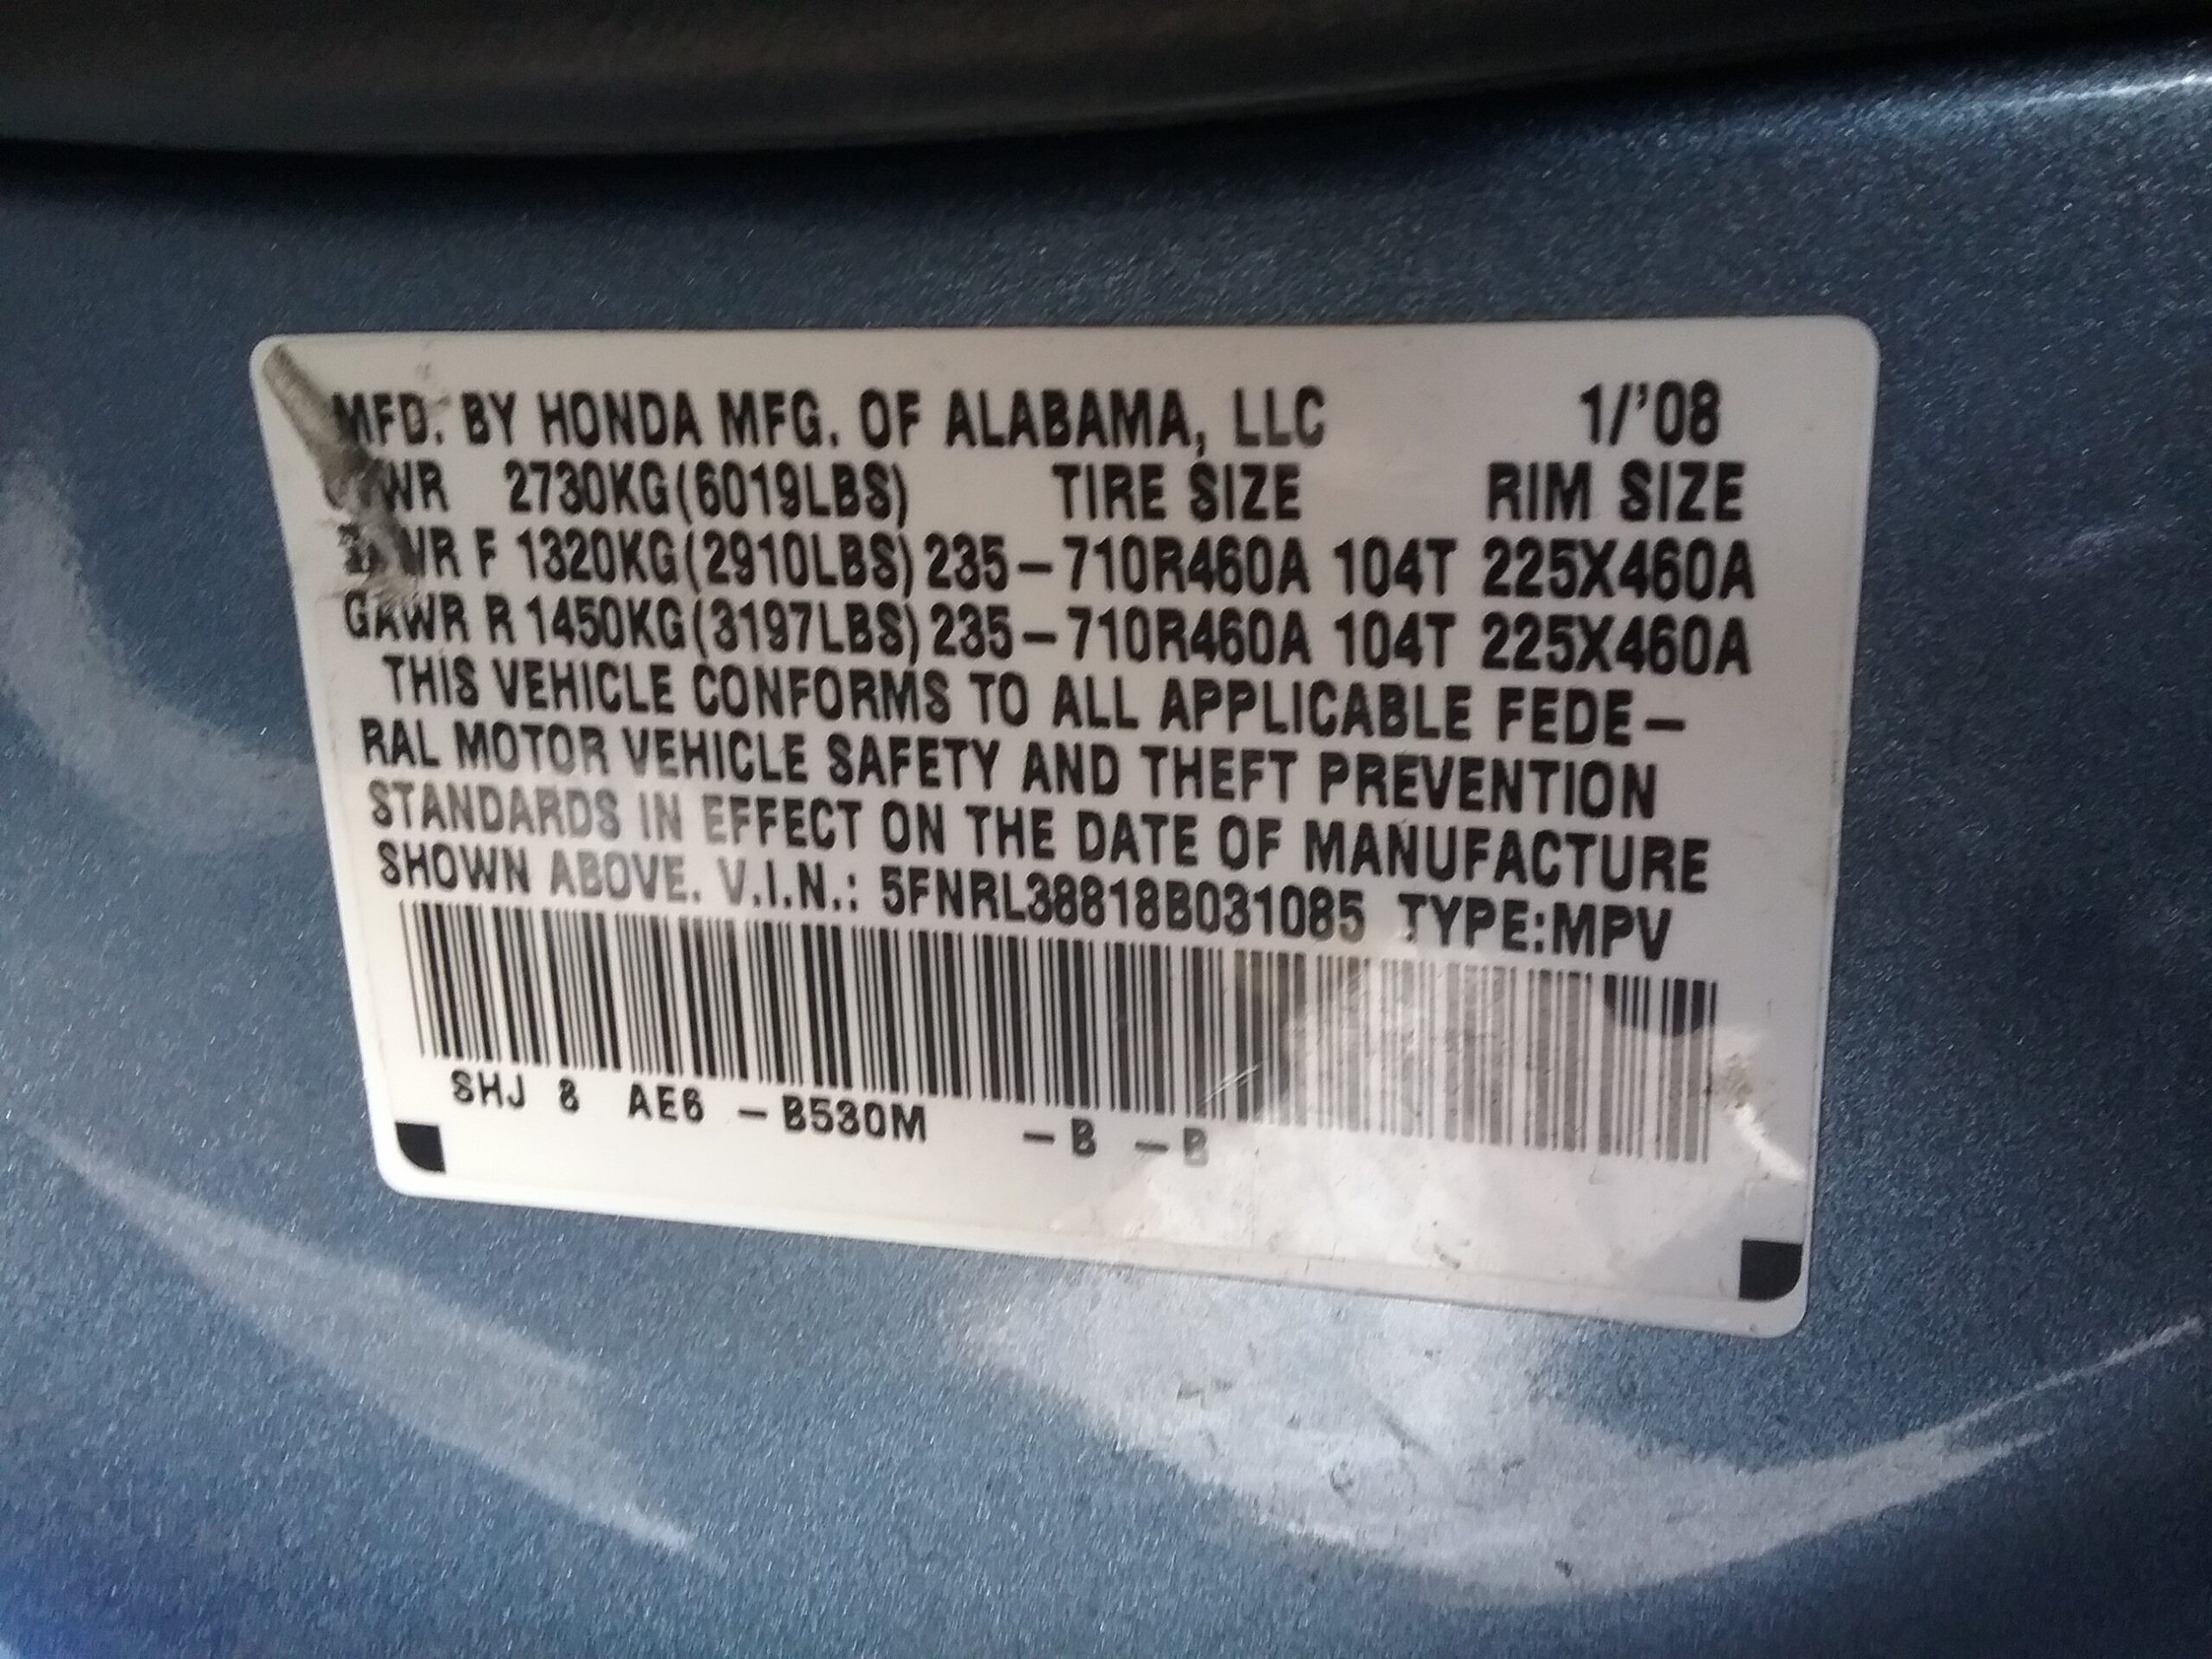 MFD. BY HONDA MFG. OF ALABAMA, LLC 1/'08
GVWR 2730KG(6019LBS) TIRE SIZE RIM SIZE
GAWR F 1320KG(2910LBS) 235-710R460A 104T 225X460A
GAWR R 1450KG(3197LBS) 235-710R460A 104T 225X460A
THIS VEHICLE CONFORMS TO ALL APPLICABLE FEDE-
RAL MOTOR VEHICLE SAFETY AND THEFT PREVENTION
STANDARDS IN EFFECT ON THE DATE OF MANUFACTURE
SHOWN ABOVE. V.I.N.: 5FNRL38818B031085 TYPE:MPV
SHJ 8 AE6 -B530M -B -B